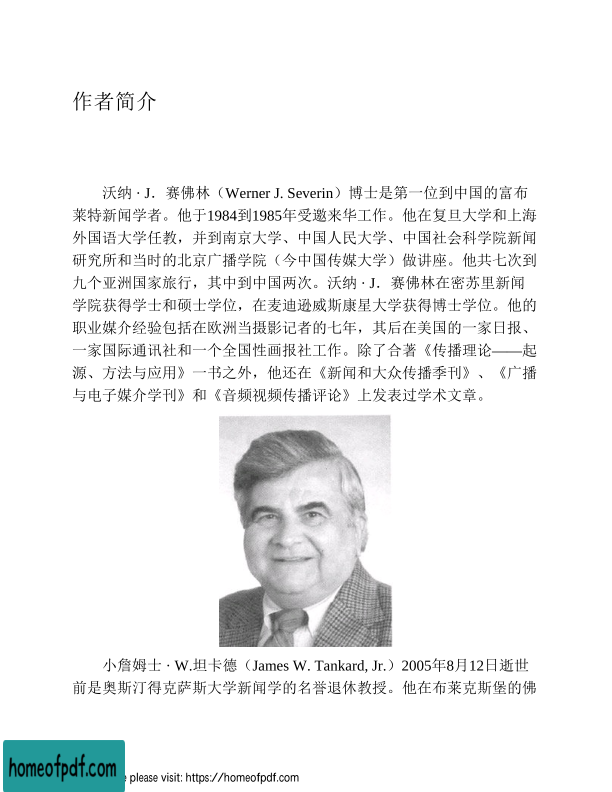 作者简介
沃纳 · J．赛佛林（Werner J. Severin）博士是第一位到中国的富布
莱特新闻学者。他于1984到1985年受邀来华工作。他在复旦大学和上海
外国语大学任教，并到南京大学、中国人民大学、中国社会科学院新闻
研究所和当时的北京广播学院（今中国传媒大学）做讲座。他共七次到
九个亚洲国家旅行，其中到中国两次。沃纳 · J．赛佛林在密苏里新闻
学院获得学士和硕士学位，在麦迪逊威斯康星大学获得博士学位。他的
职业媒介经验包括在欧洲当摄影记者的七年，其后在美国的一家日报、
一家国际通讯社和一个全国性画报社工作。除了合著《传播理论——起
源、方法与应用》一书之外，他还在《新闻和大众传播季刊》、《广播
与电子媒介学刊》和《音频视频传播评论》上发表过学术文章。
小詹姆士 · W.坦卡德（James W. Tankard, Jr.）2005年8月12日逝世
前是奥斯汀得克萨斯大学新闻学的名誉退休教授。他在布莱克斯堡的佛
homeofpdf.com
e please visit: https://homeofpdf.com